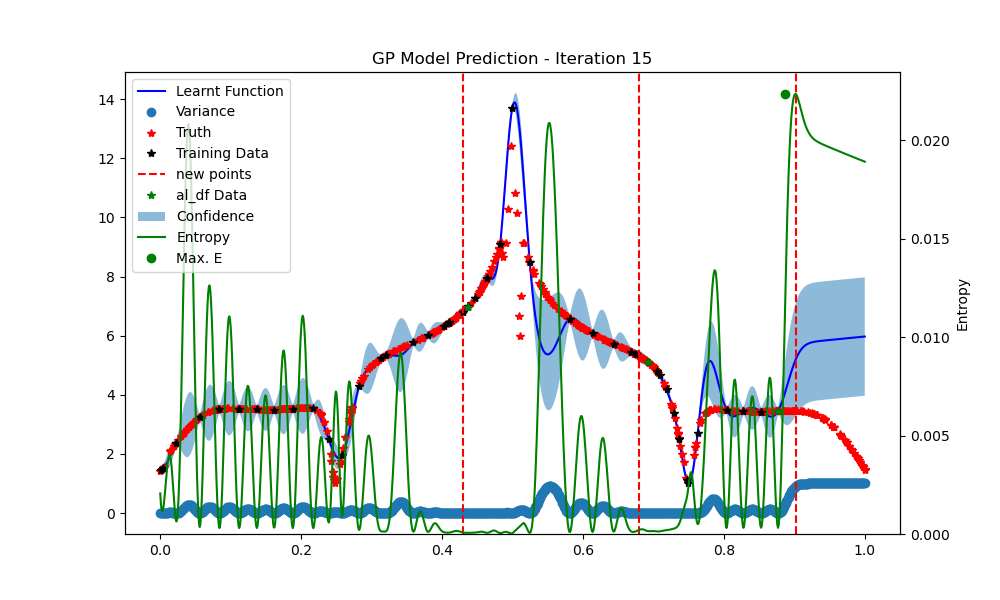 GP Model Prediction - Iteration 15
Learnt Function
Variance
Truth
Training Data
new points
al_df Data
Confidence
Entropy
Max. E
14
12
10
8
6
4
2
0
0.020
0.015
0.010
0.005
0.000
Entropy
0.0
0.2
0.4
0.6
0.8
1.0